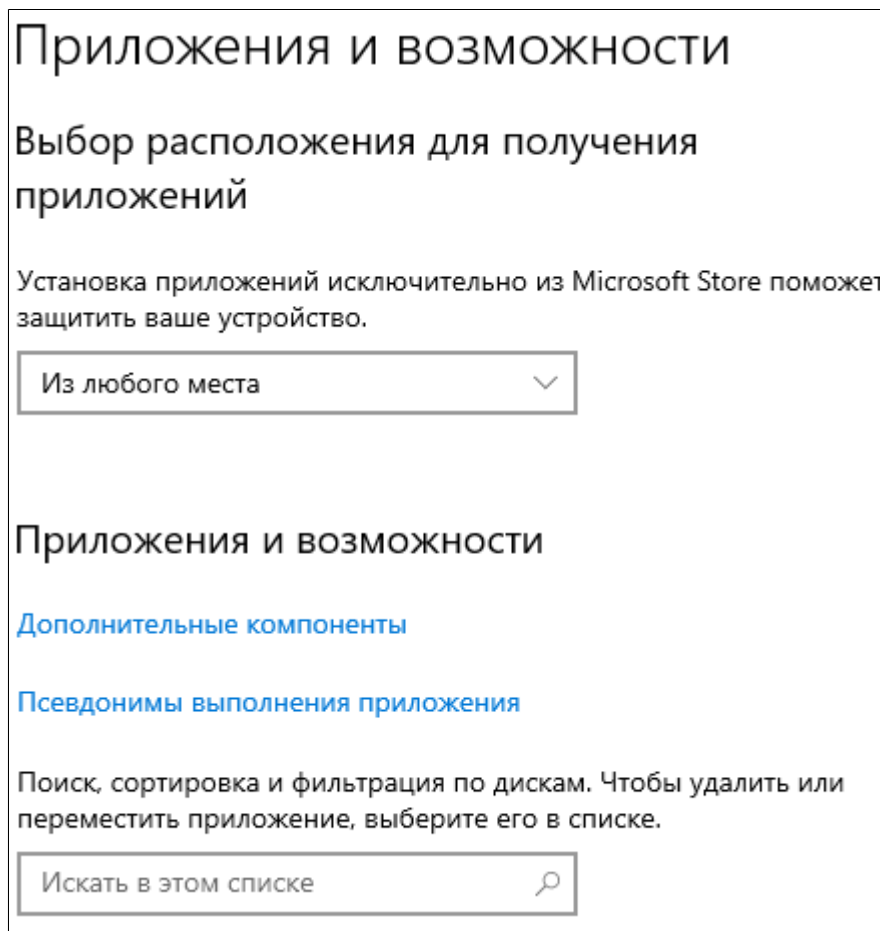 Приложения и возможности
Выбор расположения для получения
приложений
Установка приложений исключительно из Microsoft Store поможет
защитить ваше устройство.
Из любого места
Приложения и возможности
Дополнительные компоненты
Псевдонимы выполнения приложения
Поиск, сортировка и фильтрация по дискам. Чтобы удалить или
переместить приложение, выберите его в списке.
Искать в этом списке